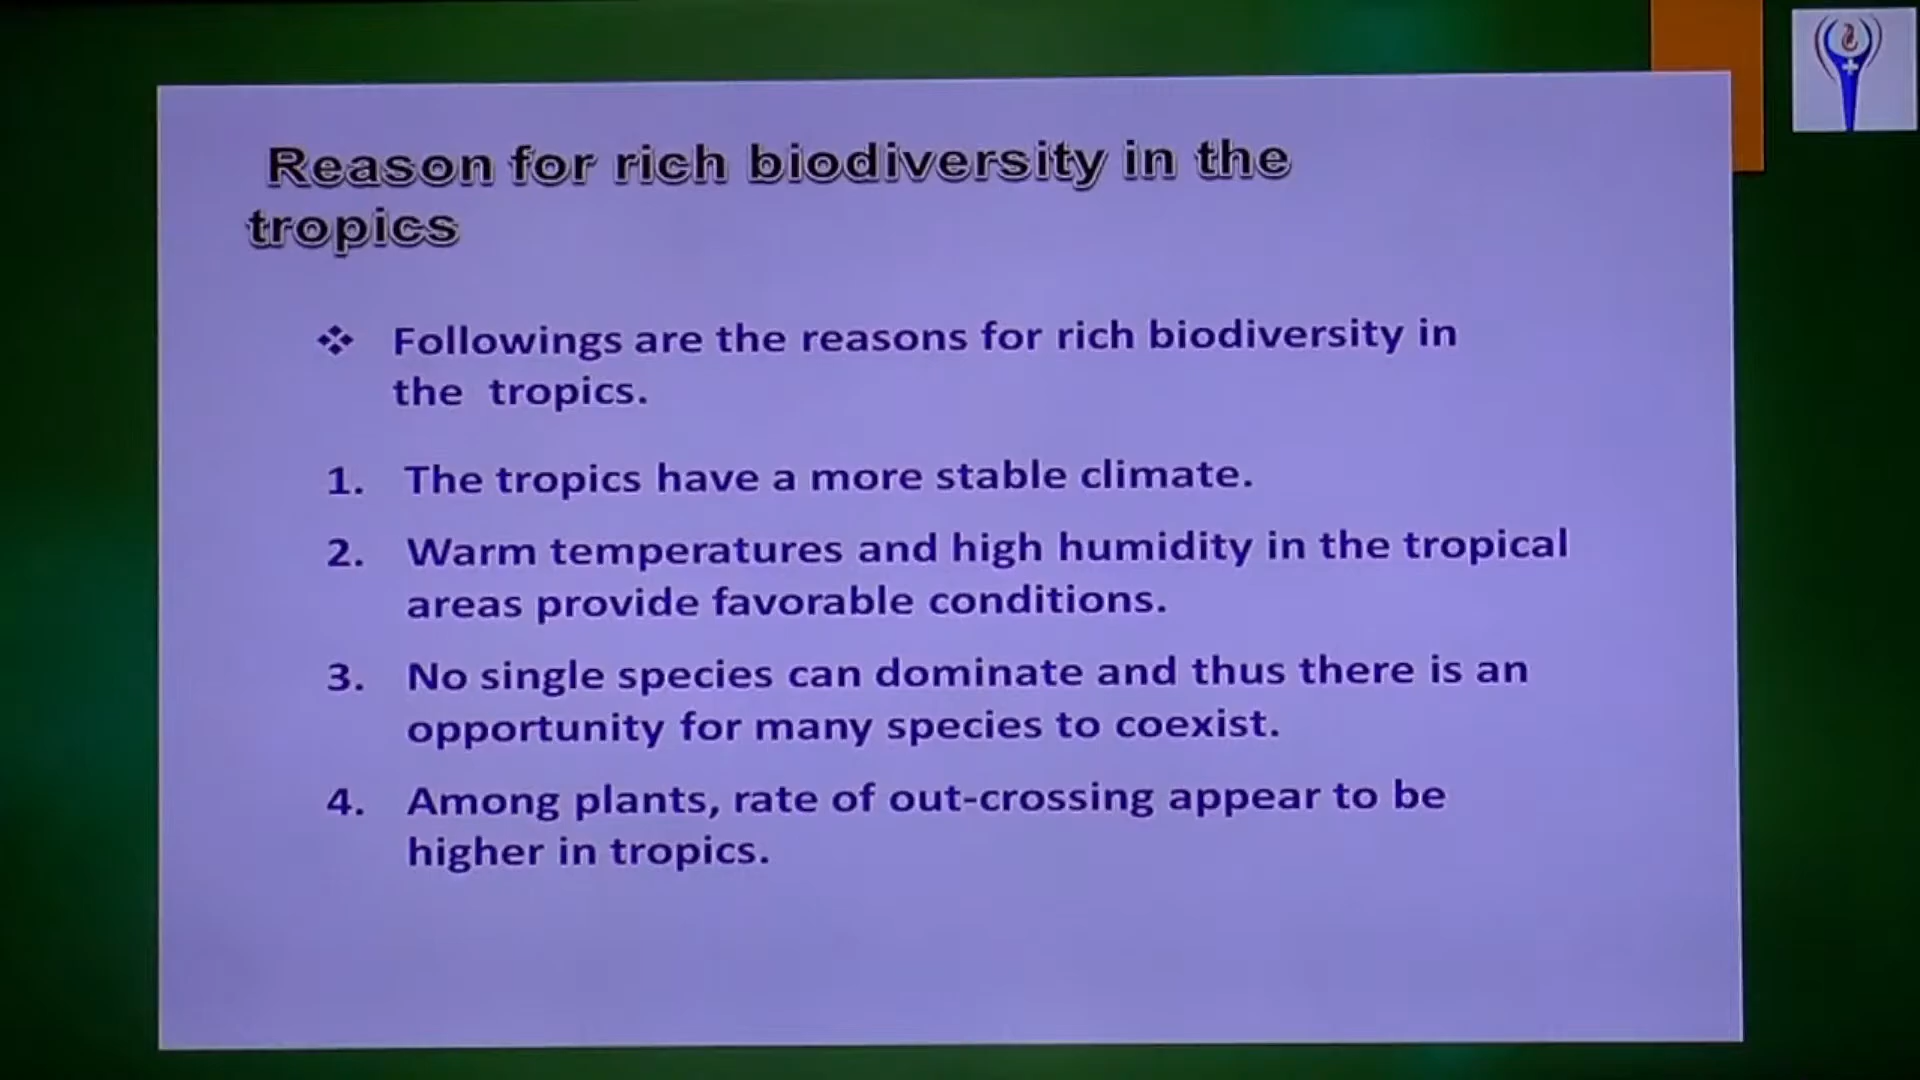 Reason for rich biodiversity in the
tropics
❖ Followings are the reasons for rich biodiversity in
the tropics.
1. The tropics have a more stable climate.
2. Warm temperatures and high humidity in the tropical
areas provide favorable conditions.
3. No single species can dominate and thus there is an
opportunity for many species to coexist.
4. Among plants, rate of out-crossing appear to be
higher in tropics.